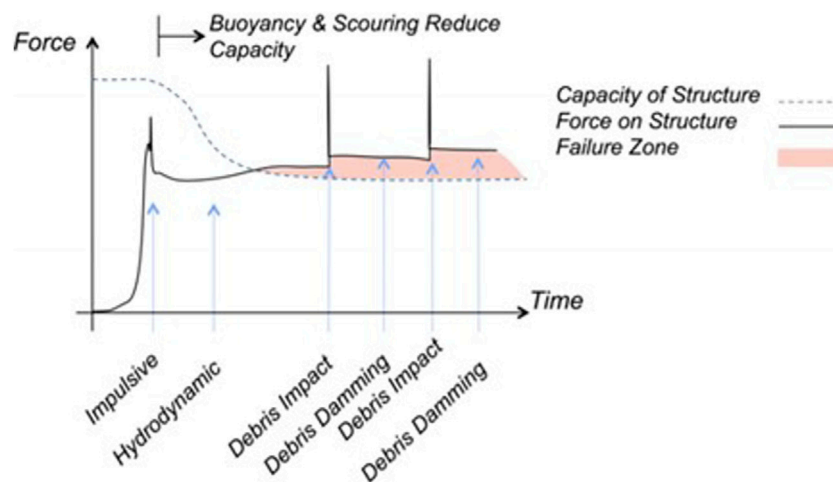 Buoyancy & Scouring Reduce
Capacity
Force
Capacity of Structure
Force on Structure
Failure Zone
Time
Impulsive
Hydrodynamic
Debris Impact
Debris Damming
Debris Impact
Debris Damming